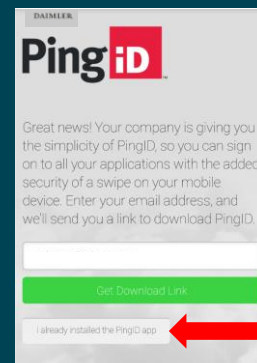 DAIMLER
Ping iD
Great news! Your company is giving you
the simplicity of PingID, so you can sign
on to all your applications with the added
security of a swipe on your mobile
device. Enter your email address, and
we'll send you a link to download PingID.
Get Download Link
I already installed the PingID app